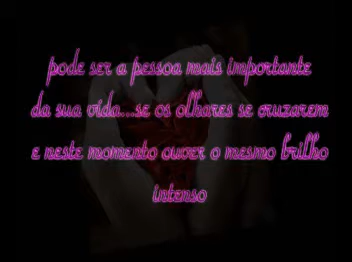 pode ser a pessoa mais importante
da sua vida...se os olhares se cruzarem
e neste momento ouver o mesmo brilho
intenso